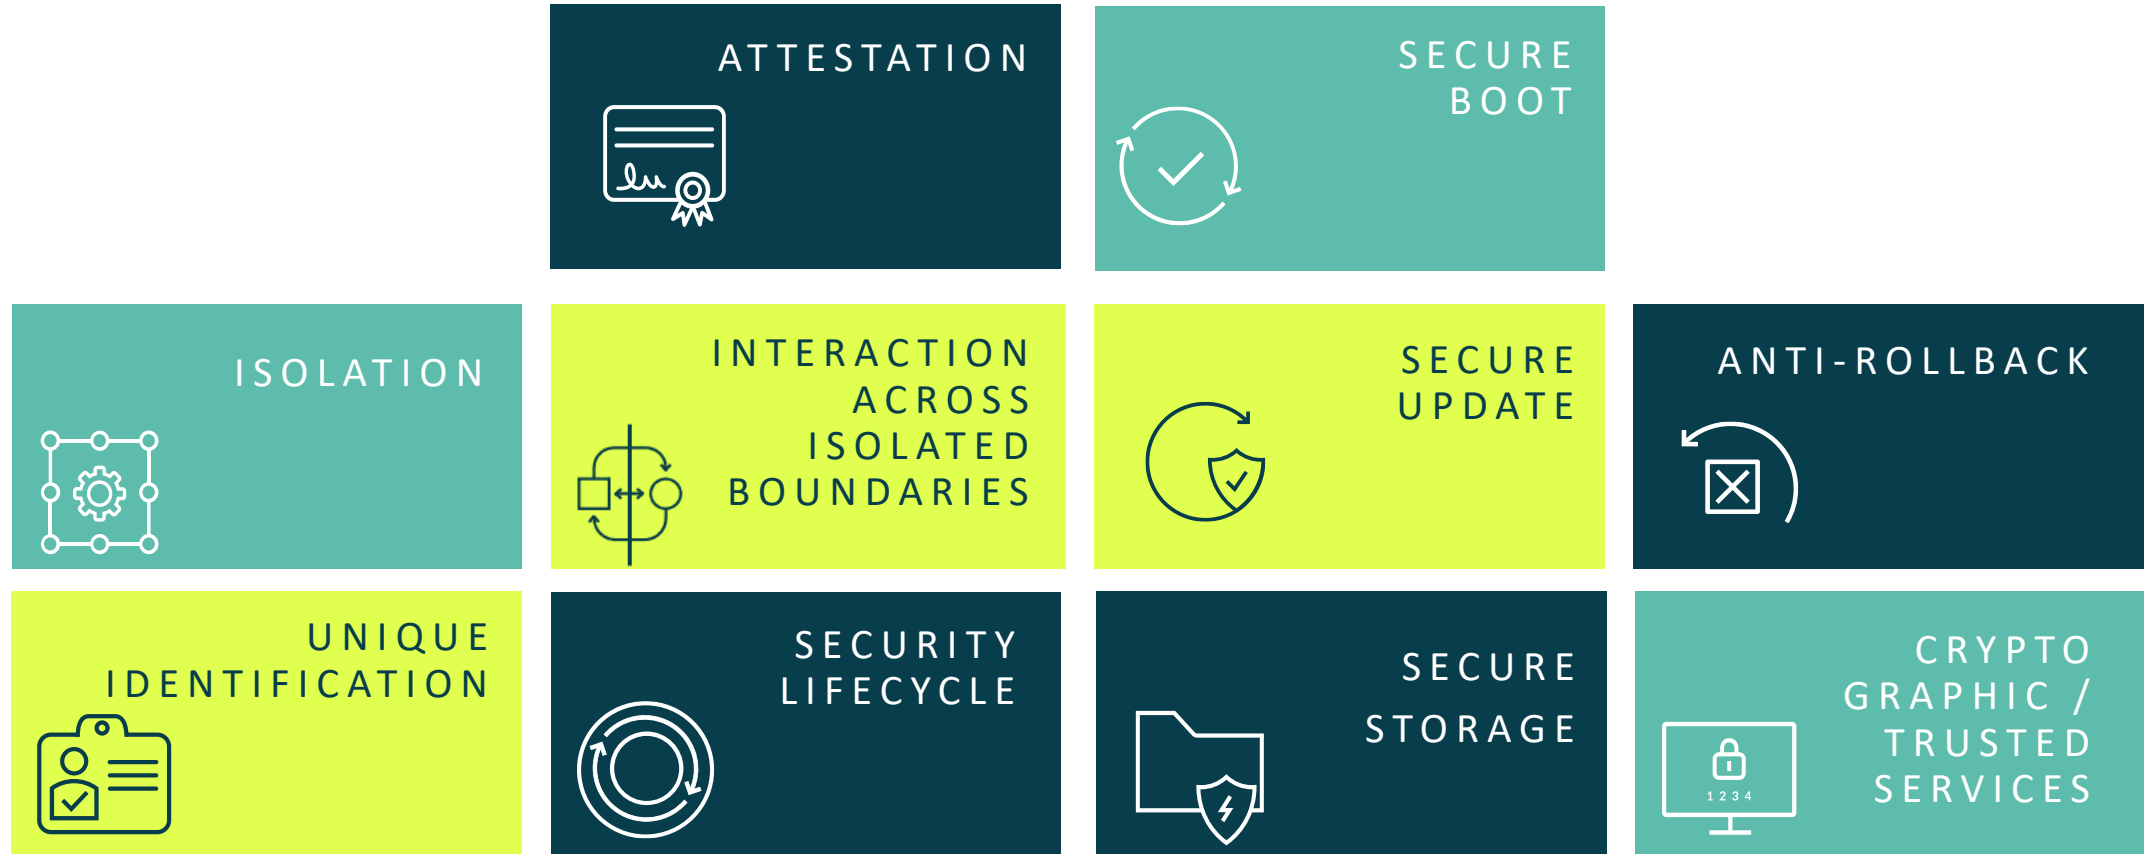 ATTESTATION
SECURE
BOOT
ISOLATION
INTERACTION
ACROSS
ISOLATED
BOUNDARIES
SECURE
UPDATE
ANTI-ROLLBACK
UNIQUE
IDENTIFICATION
SECURITY
LIFECYCLE
SECURE
STORAGE
CRYPTO
GRAPHIC /
TRUSTED
SERVICES
1234